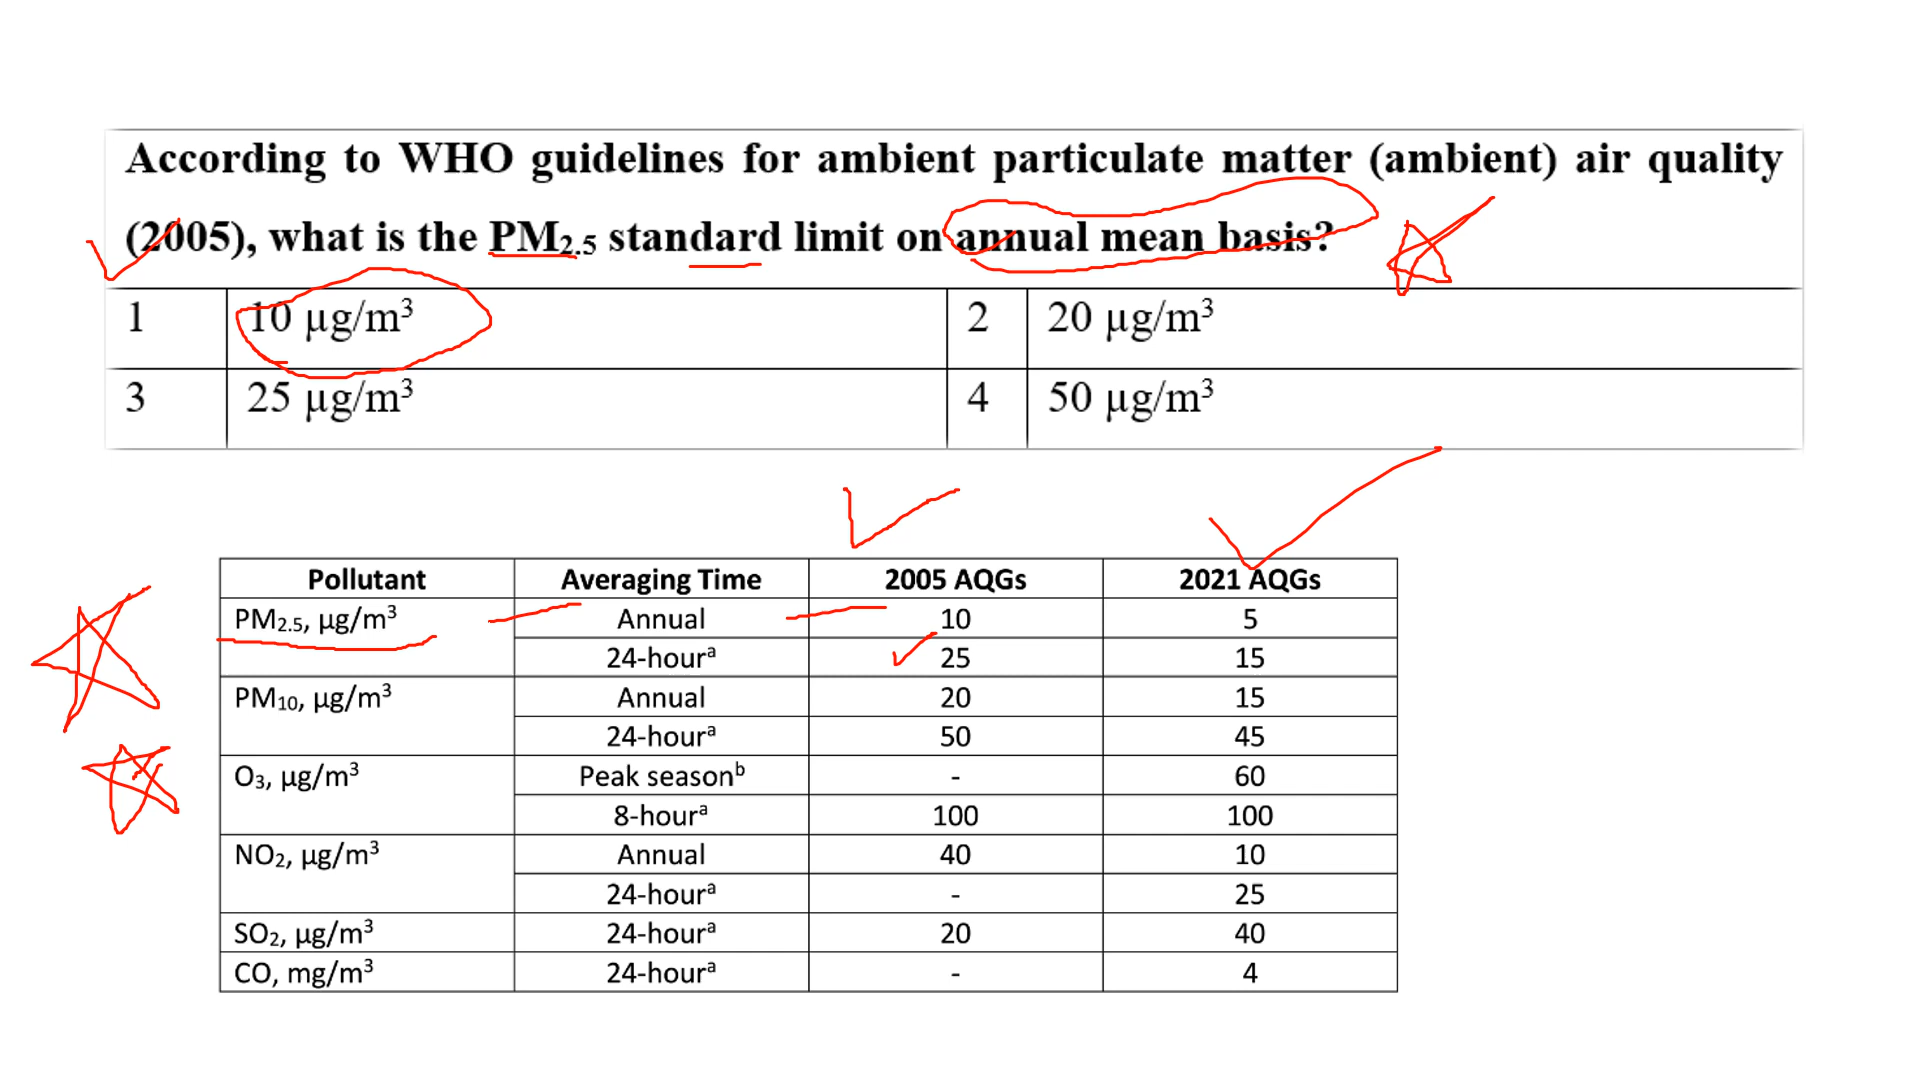 According to WHO guidelines for ambient particulate matter (ambient) air quality
(2005), what is the PM2.5 standard limit on annual mean basis?
1 10 µg/m³ 2 20 µg/m³
3 25 µg/m³ 4 50 µg/m³
Pollutant Averaging Time 2005 AQGs 2021 AQGs
PM2.5, µg/m³ Annual 10 5
24-hourᵃ 25 15
PM10, µg/m³ Annual 20 15
24-hourᵃ 50 45
O3, µg/m³ Peak seasonᵇ - 60
8-hourᵃ 100 100
NO2, µg/m³ Annual 40 10
24-hourᵃ - 25
SO2, µg/m³ 24-hourᵃ 20 40
CO, mg/m³ 24-hourᵃ - 4